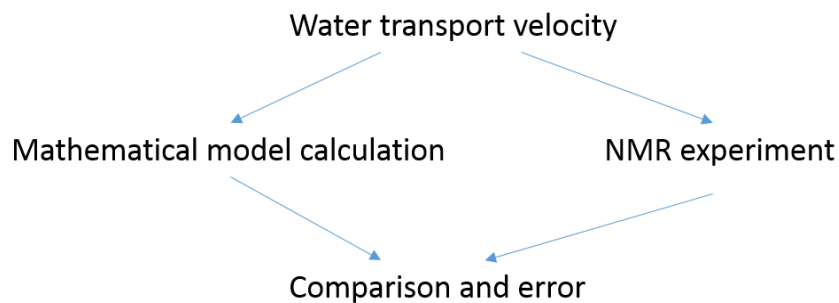 Water transport velocity
Mathematical model calculation
NMR experiment
Comparison and error